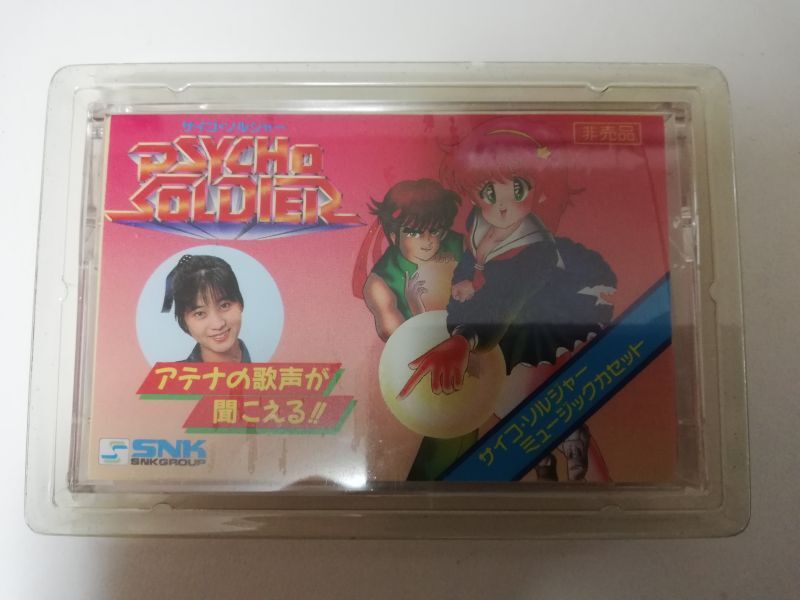 サイコ・ソルジャー
PSYCHO
SOLDIER
非売品
アテナの歌声が
聞こえる!!
サイコ・ソルジャー
ミュージックカセット
SNK
SNKGROUP